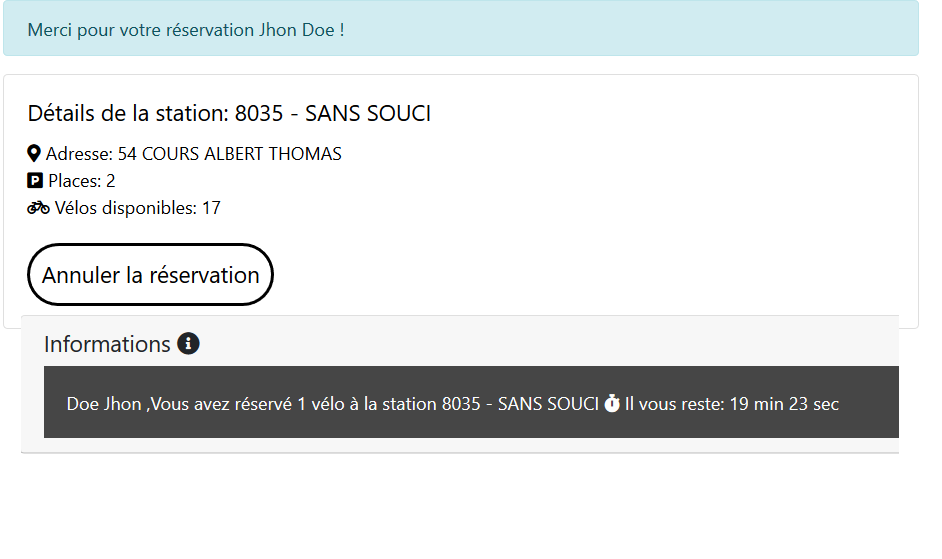 Merci pour votre réservation Jhon Doe !
Détails de la station: 8035 - SANS SOUCI
Adresse: 54 COURS ALBERT THOMAS
P Places: 2
Vélos disponibles: 17
Annuler la réservation
Informations
Doe Jhon ,Vous avez réservé 1 vélo à la station 8035 - SANS SOUCI Il vous reste: 19 min 23 sec